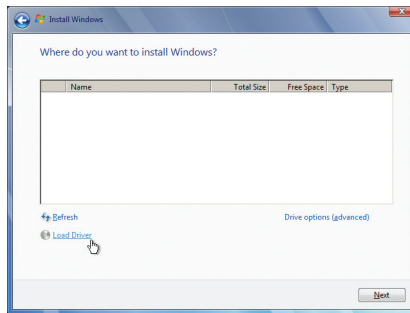 Install Windows
Where do you want to install Windows?
Name Total Size Free Space Type
Refresh Drive options (advanced)
Load Driver
Next